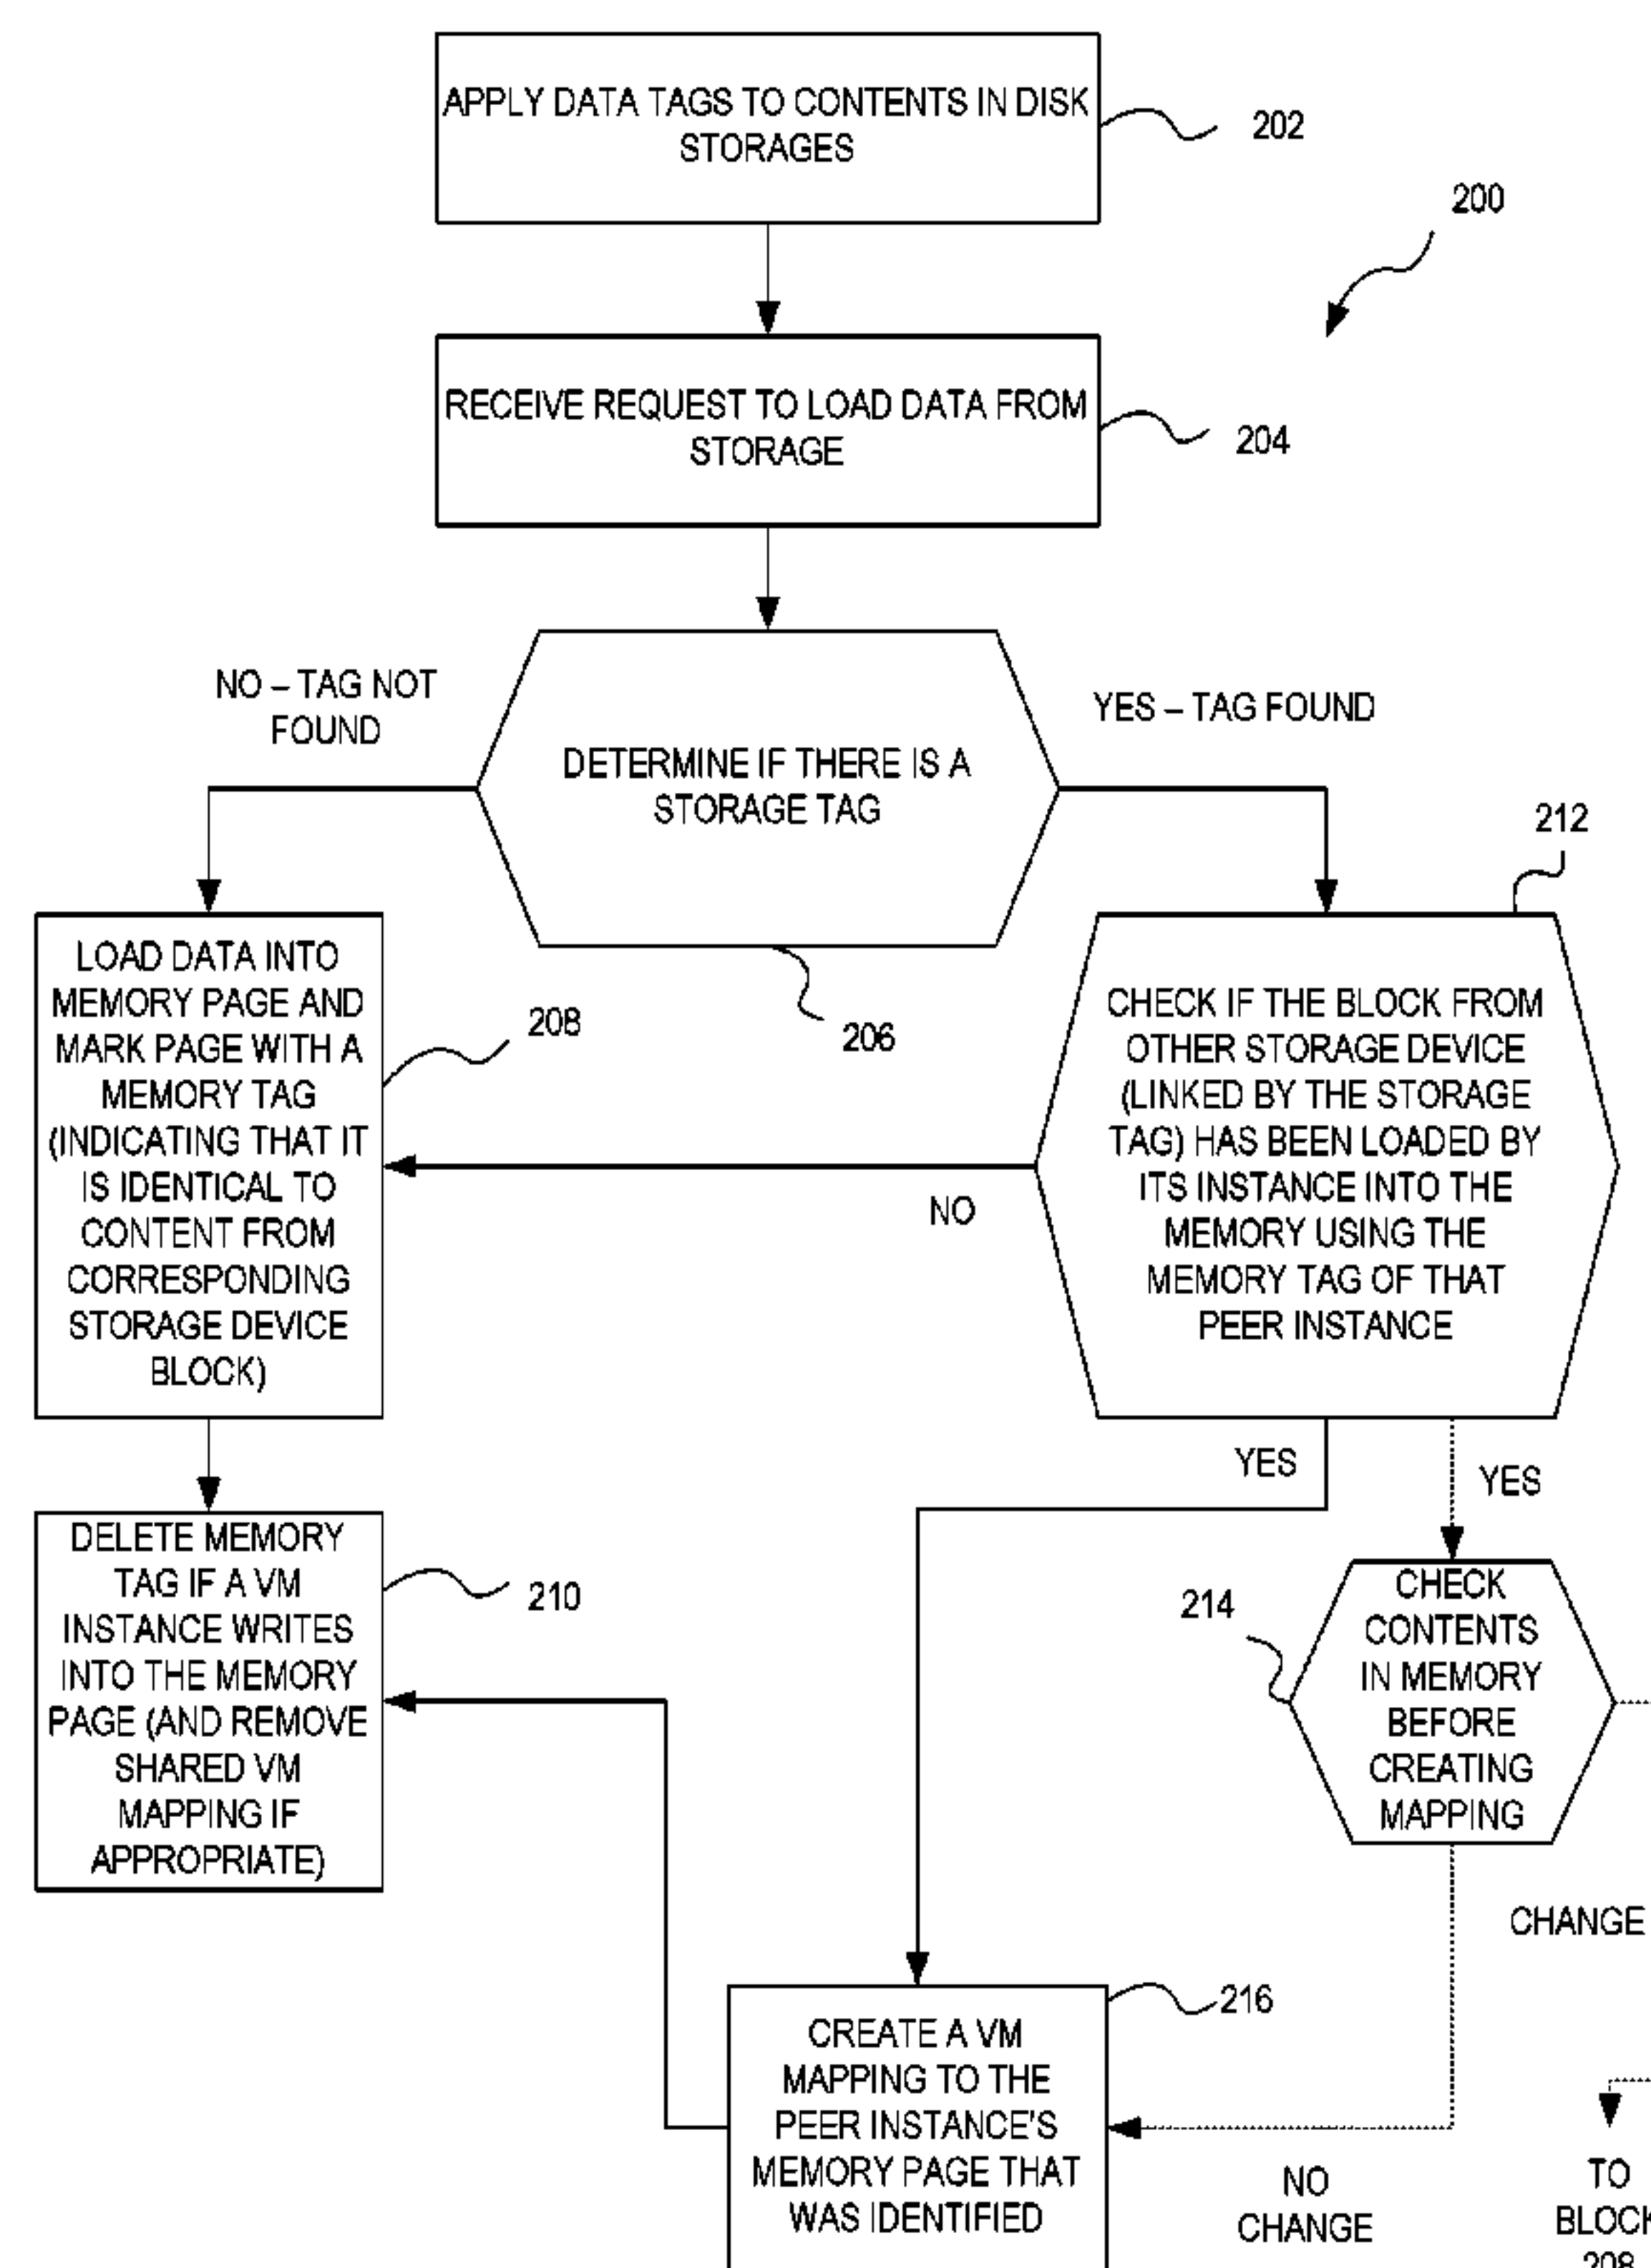 APPLY DATA TAGS TO CONTENTS IN DISK
STORAGES
202
200
RECEIVE REQUEST TO LOAD DATA FROM
STORAGE
204
NO – TAG NOT
FOUND
YES – TAG FOUND
DETERMINE IF THERE IS A
STORAGE TAG
206
212
LOAD DATA INTO
MEMORY PAGE AND
MARK PAGE WITH A
MEMORY TAG
(INDICATING THAT IT
IS IDENTICAL TO
CONTENT FROM
CORRESPONDING
STORAGE DEVICE
BLOCK)
208
CHECK IF THE BLOCK FROM
OTHER STORAGE DEVICE
(LINKED BY THE STORAGE
TAG) HAS BEEN LOADED BY
ITS INSTANCE INTO THE
MEMORY USING THE
MEMORY TAG OF THAT
PEER INSTANCE
NO
YES
YES
DELETE MEMORY
TAG IF A VM
INSTANCE WRITES
INTO THE MEMORY
PAGE (AND REMOVE
SHARED VM
MAPPING IF
APPROPRIATE)
210
214
CHECK
CONTENTS
IN MEMORY
BEFORE
CREATING
MAPPING
CHANGE
216
CREATE A VM
MAPPING TO THE
PEER INSTANCE'S
MEMORY PAGE THAT
WAS IDENTIFIED
NO
CHANGE
TO
BLOCK
208